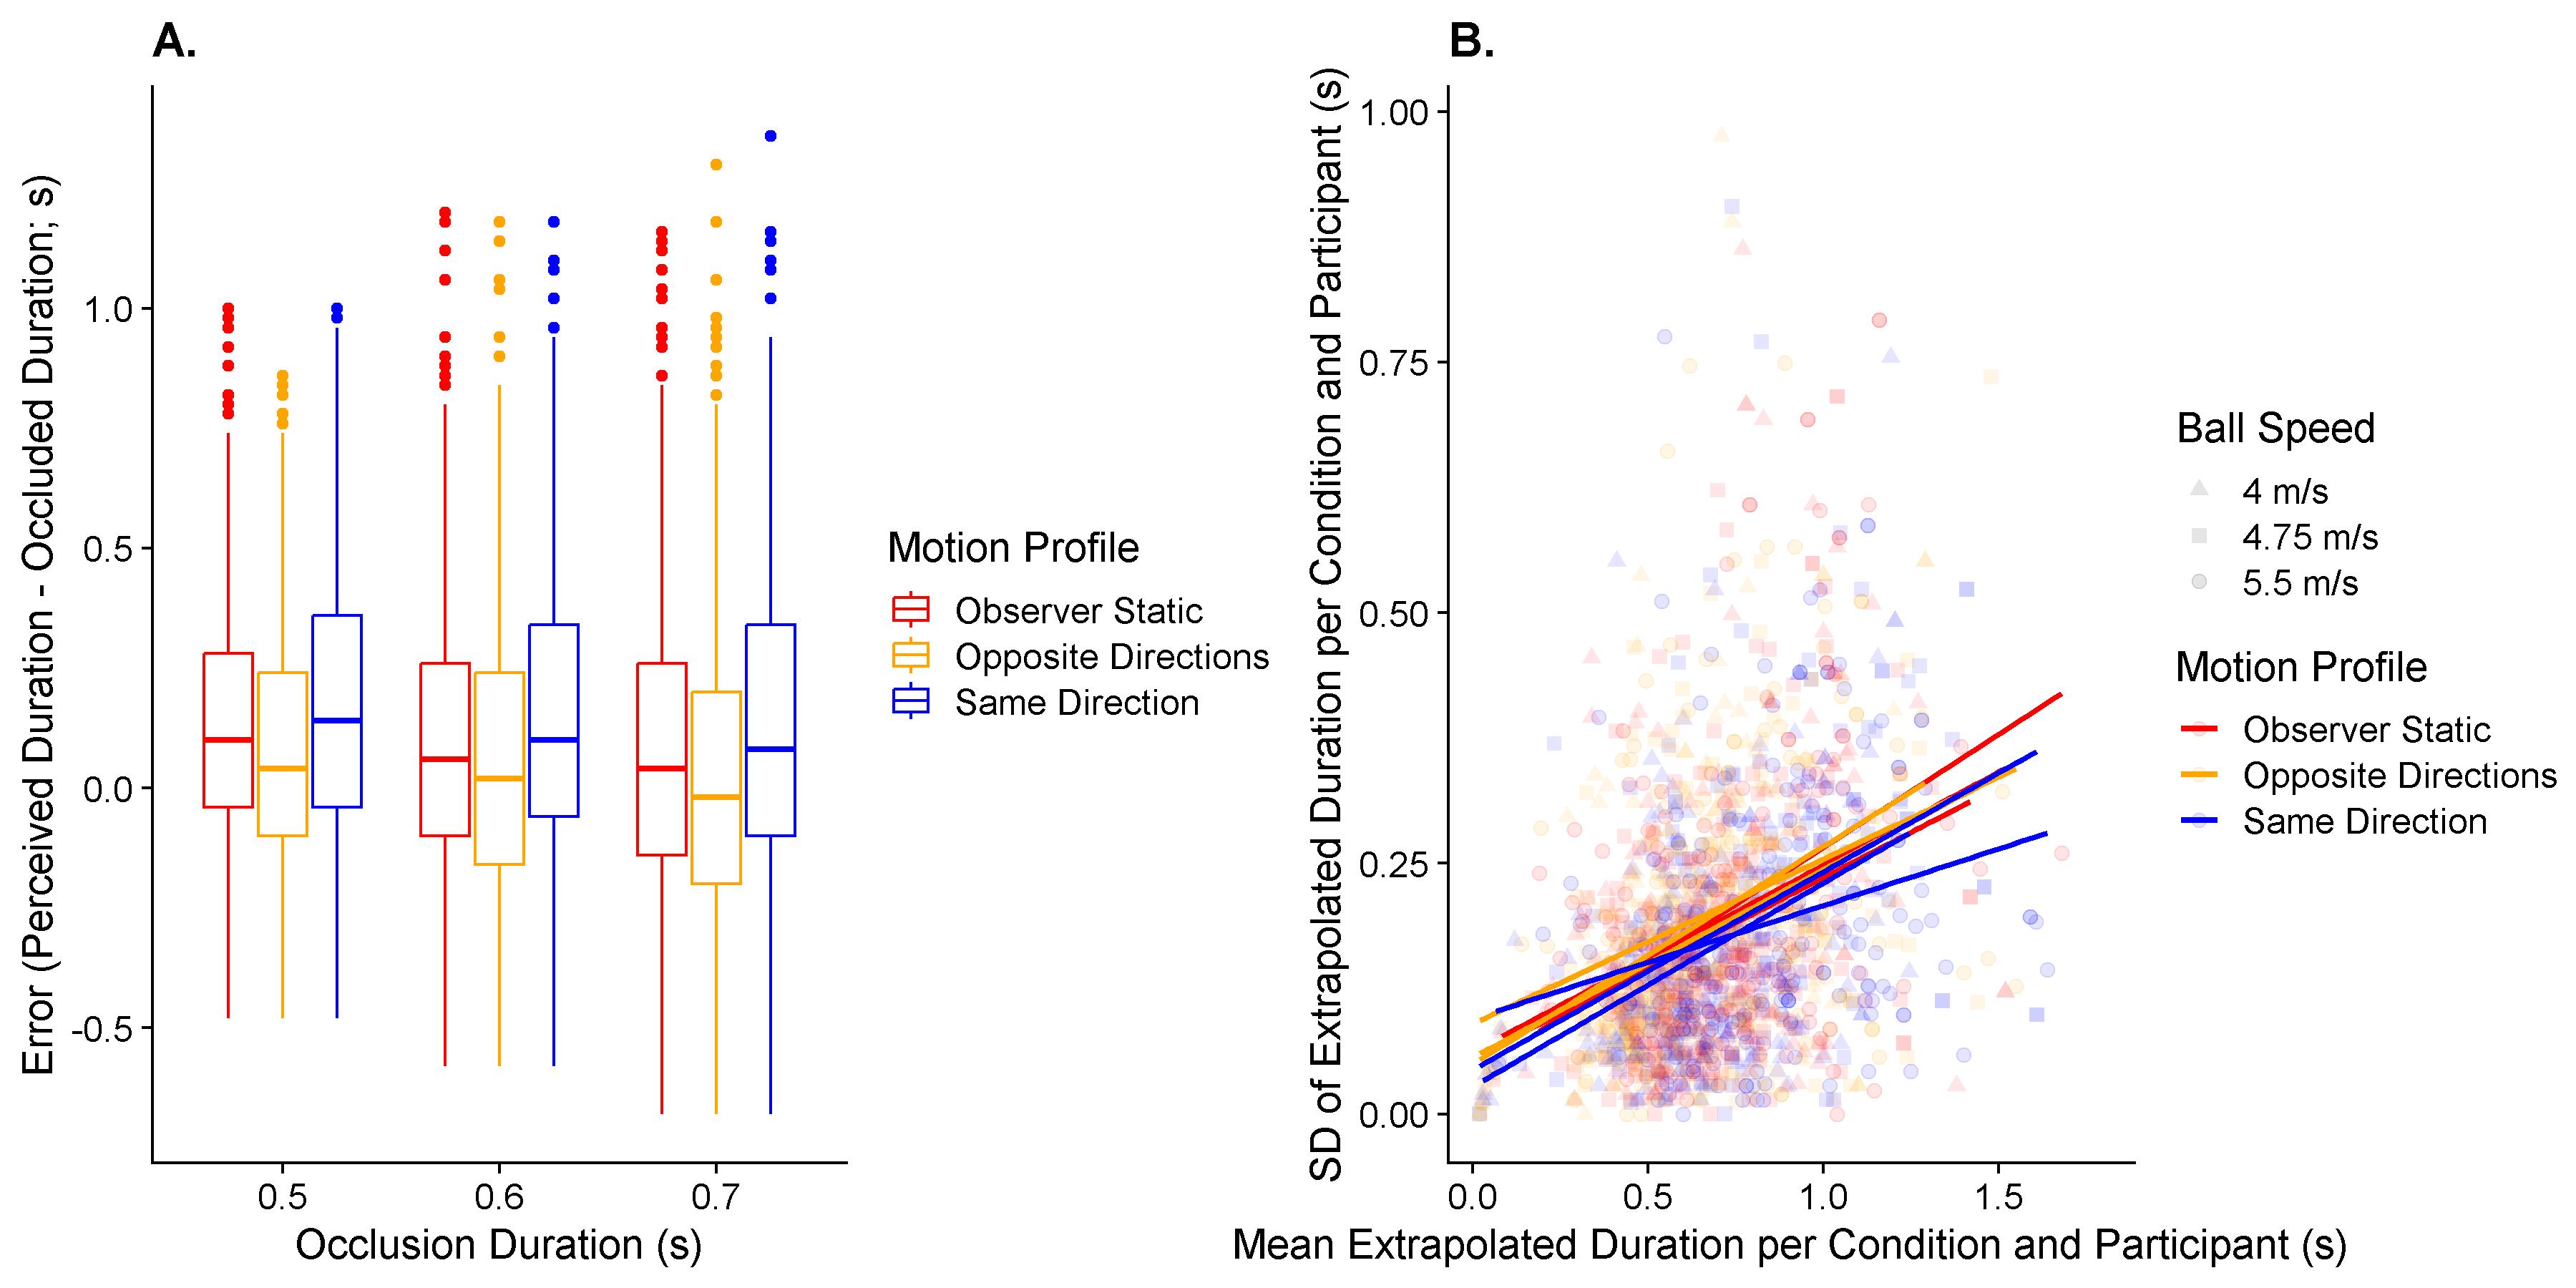 A.
Error (Perceived Duration - Occluded Duration; s)
1.0
0.5
0.0
-0.5
0.5 0.6 0.7
Occlusion Duration (s)
Motion Profile
Observer Static
Opposite Directions
Same Direction
B.
SD of Extrapolated Duration per Condition and Participant (s)
1.00
0.75
0.50
0.25
0.00
0.0 0.5 1.0 1.5
Mean Extrapolated Duration per Condition and Participant (s)
Ball Speed
4 m/s
4.75 m/s
5.5 m/s
Motion Profile
Observer Static
Opposite Directions
Same Direction